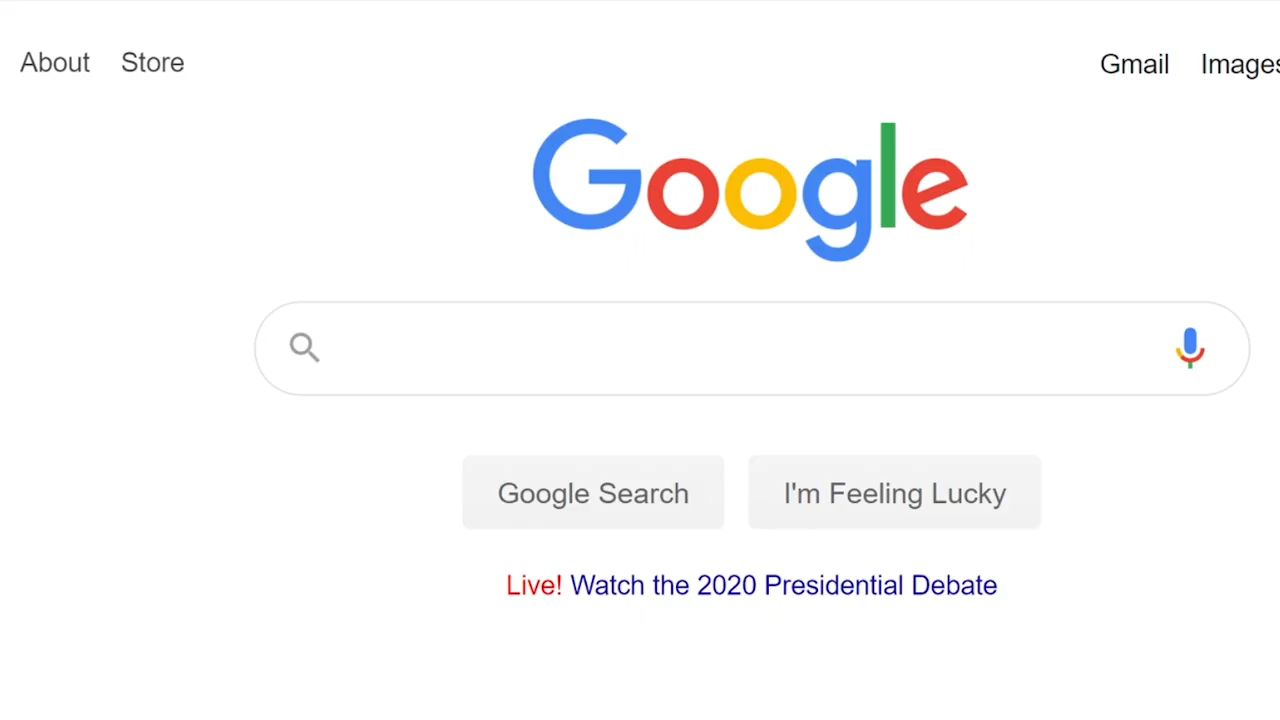 About Store Gmail Images
Google
Google Search I'm Feeling Lucky
Live! Watch the 2020 Presidential Debate